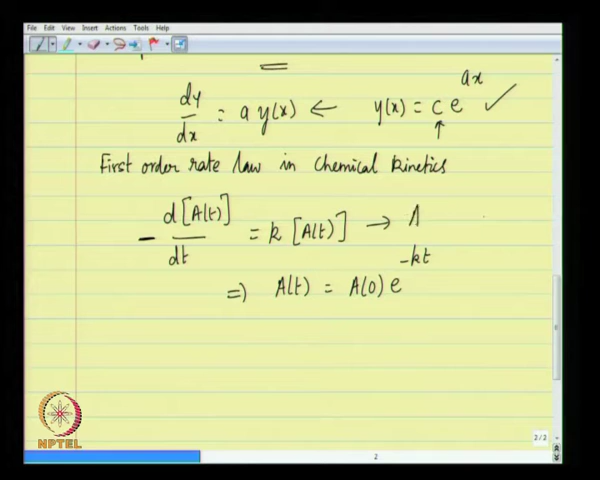 File Edit View Insert Actions Tools Help
dy/dx = a y(x) ← y(x) = c e^{ax} ✓
↑
First order rate law in Chemical Kinetics
- d[A(t)]/dt = k [A(t)] →
⇒ A(t) = A(0) e^{-kt}
NPTEL
2/2
2